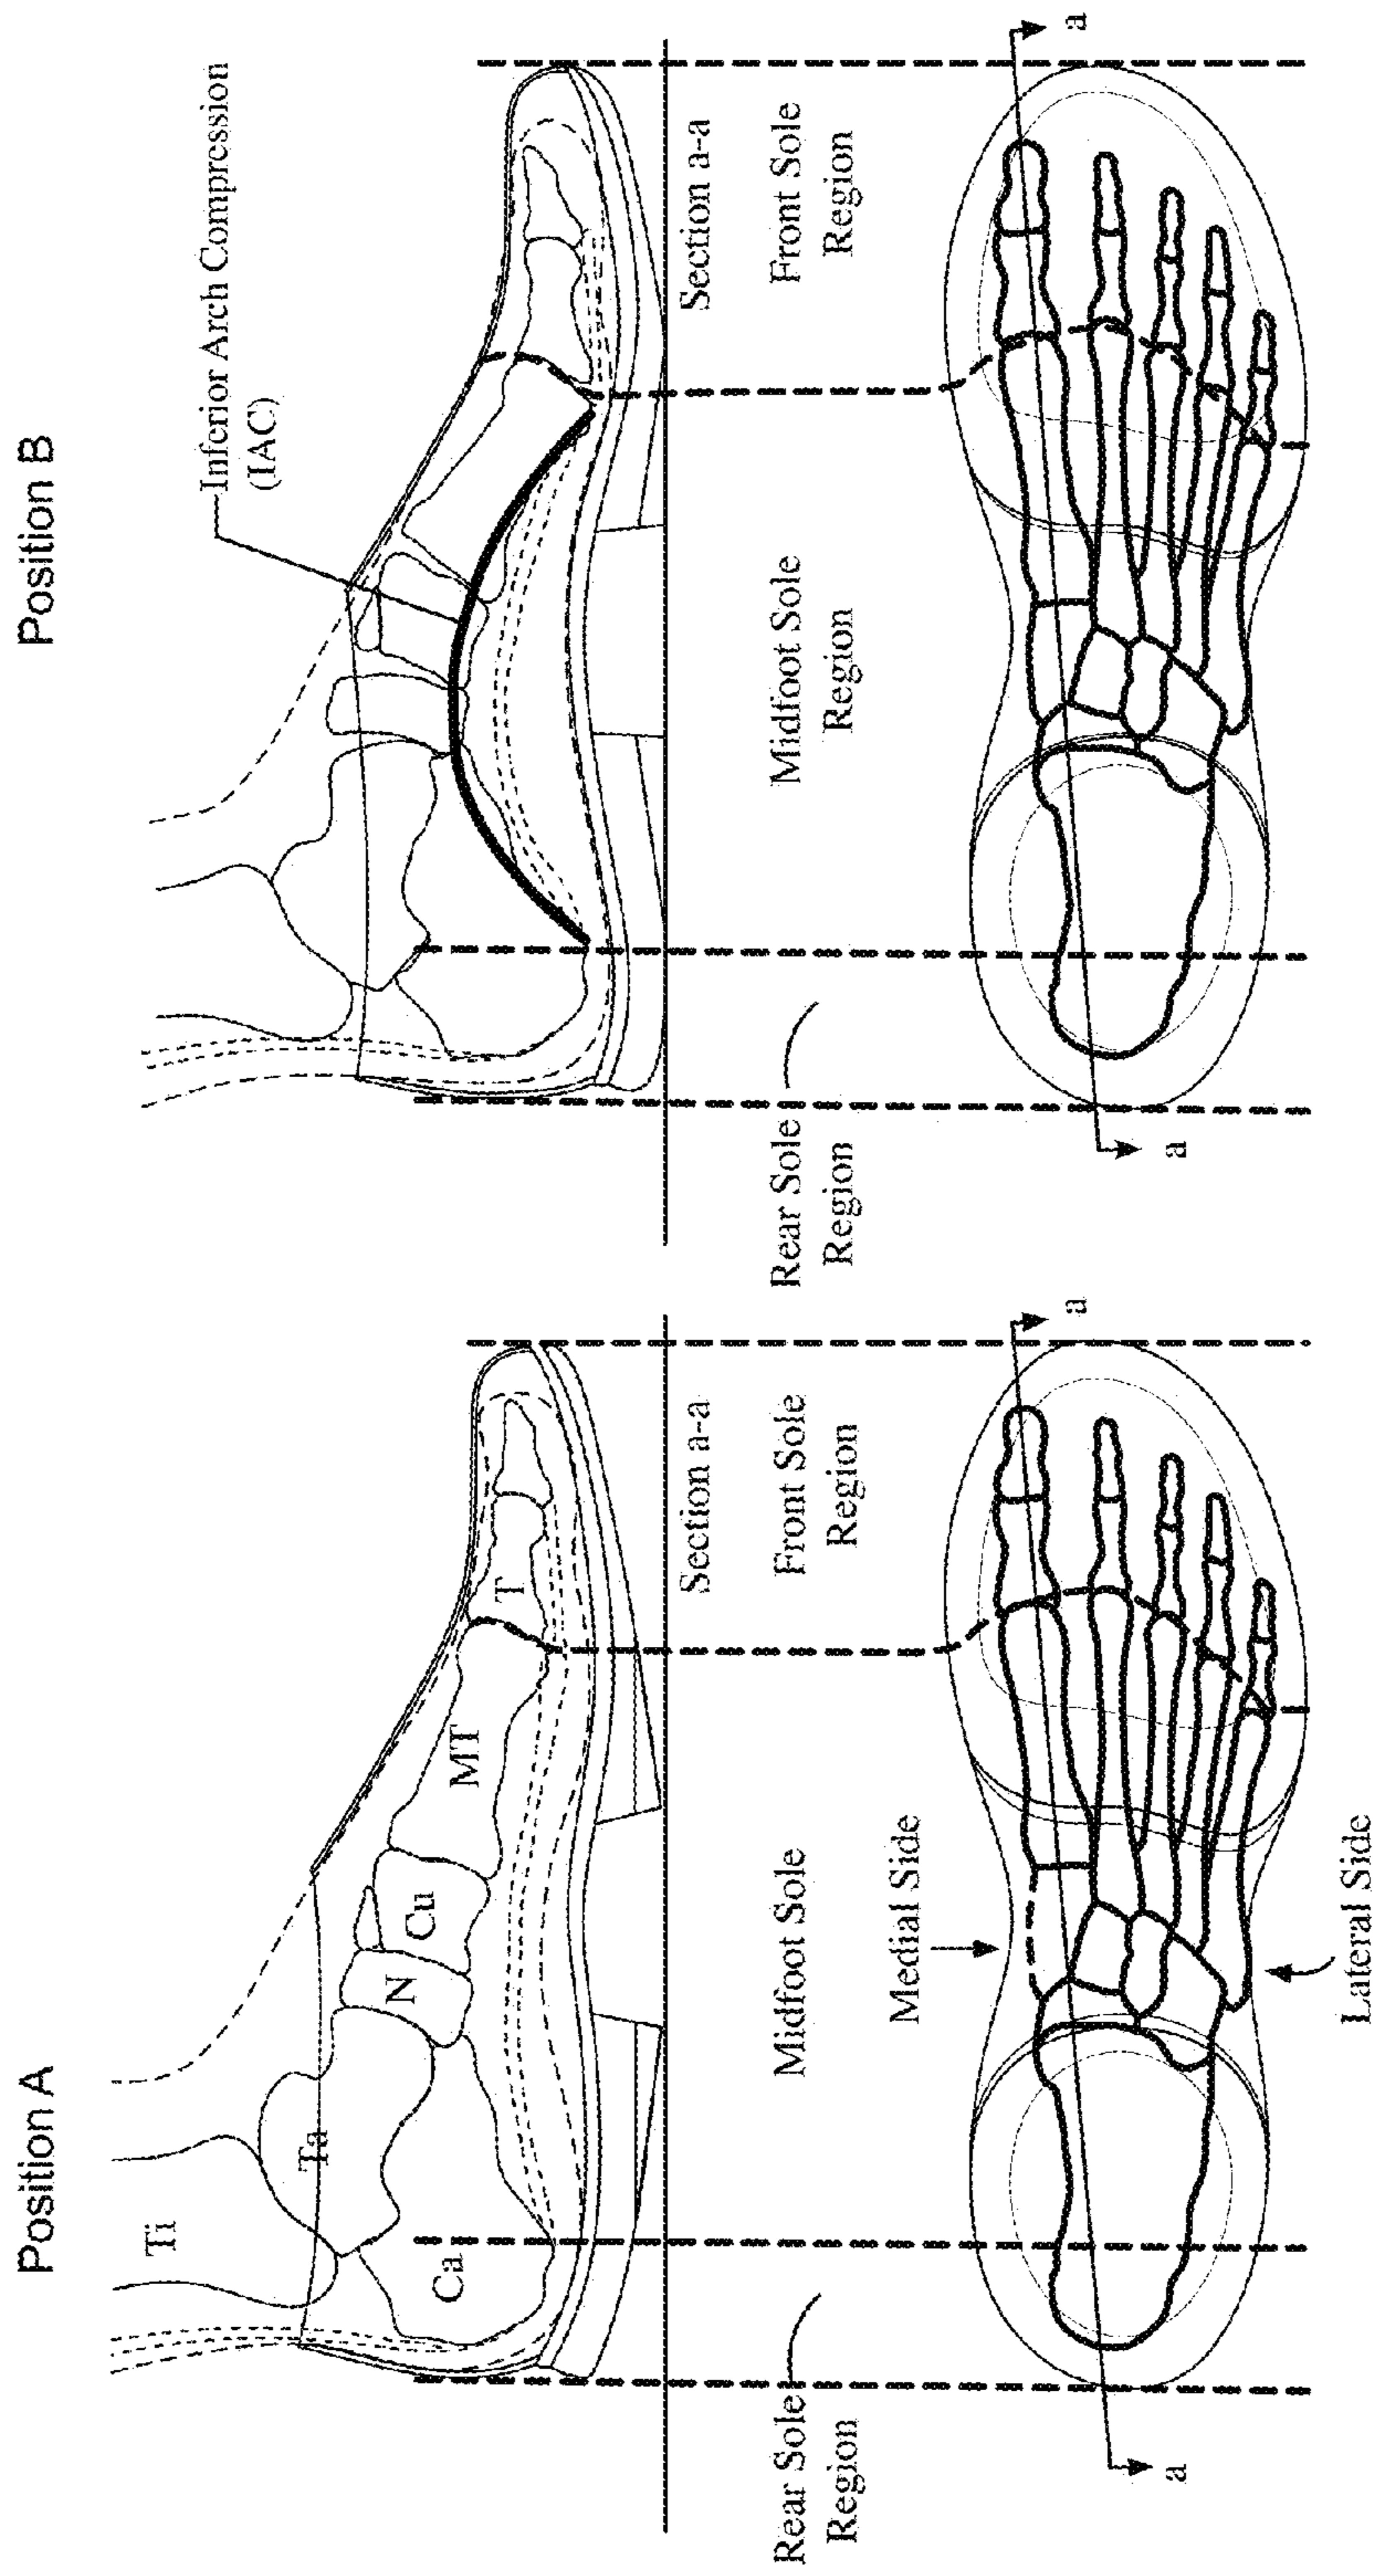 Position A
Ti
Ta
Ca
N
Cu
MT
T
Section a-a
Rear Sole
Region
Midfoot Sole
Front Sole
Region
Medial Side
Lateral Side
a
a
Position B
Inferior Arch Compression
(IAC)
Section a-a
Rear Sole
Region
Midfoot Sole
Region
Front Sole
Region
a
a